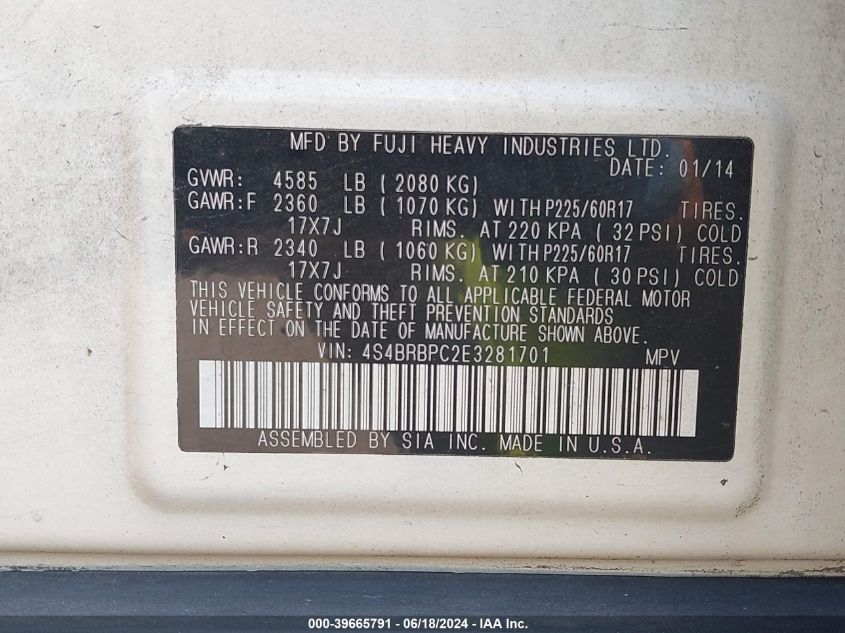 MFD BY FUJI HEAVY INDUSTRIES LTD.
DATE: 01/14
GVWR: 4585 LB ( 2080 KG)
GAWR:F 2360 LB ( 1070 KG) WITH P225/60R17 TIRES.
17X7J RIMS. AT 220 KPA ( 32 PSI) COLD
GAWR:R 2340 LB ( 1060 KG) WITH P225/60R17 TIRES.
17X7J RIMS. AT 210 KPA ( 30 PSI) COLD
THIS VEHICLE CONFORMS TO ALL APPLICABLE FEDERAL MOTOR
VEHICLE SAFETY AND THEFT PREVENTION STANDARDS
IN EFFECT ON THE DATE OF MANUFACTURE SHOWN ABOVE.
VIN: 4S4BRBPC2E3281701 MPV
ASSEMBLED BY SIA INC. MADE IN U.S.A.
000-39665791 - 06/18/2024 - IAAI.COM